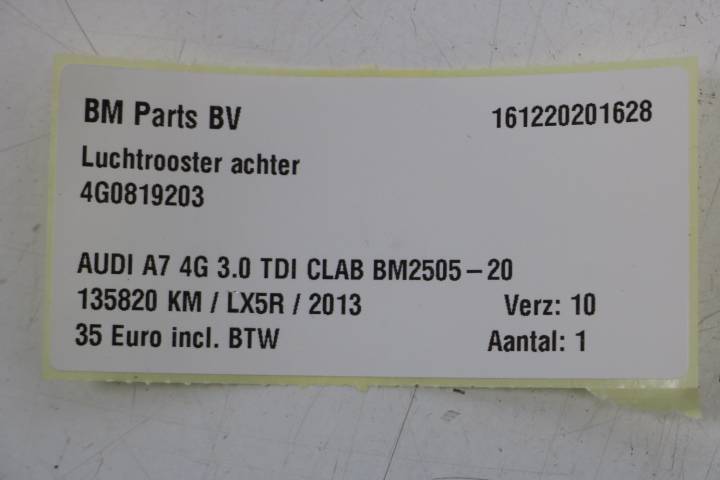 BM Parts BV 161220201628
Luchtrooster achter
4G0819203
AUDI A7 4G 3.0 TDI CLAB BM2505-20
135820 KM / LX5R / 2013 Verz: 10
35 Euro incl. BTW Aantal: 1